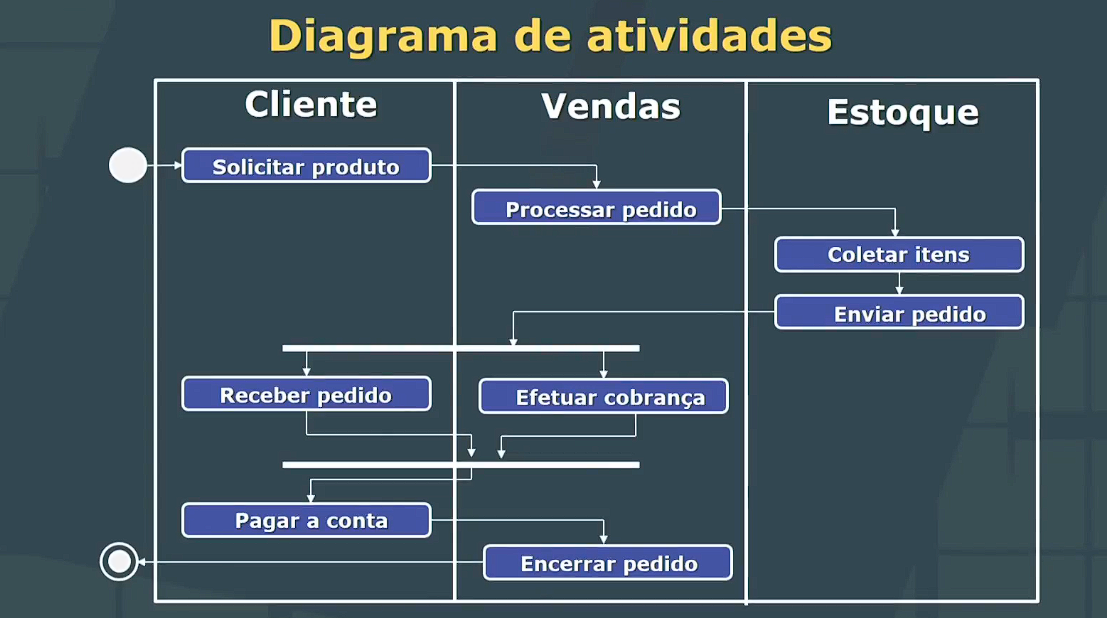 Diagrama de atividades
Cliente
Vendas
Estoque
Solicitar produto
Processar pedido
Coletar itens
Enviar pedido
Receber pedido
Efetuar cobrança
Pagar a conta
Encerrar pedido